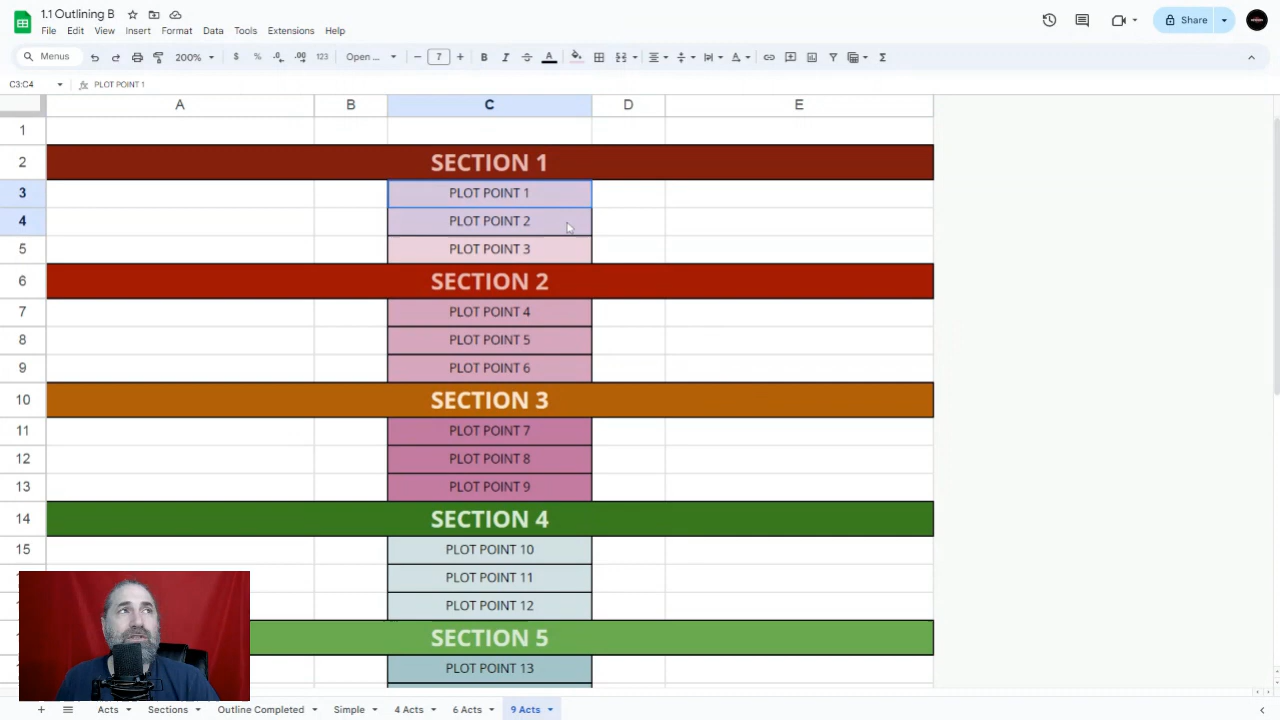 1.1 Outlining B
File Edit View Insert Format Data Tools Extensions Help
Share
Menus 200% $ % .0 .00 123 Open ... 7 B I A
C3:C4 fx PLOT POINT 1
A B C D E
1
2 SECTION 1
3 PLOT POINT 1
4 PLOT POINT 2
5 PLOT POINT 3
6 SECTION 2
7 PLOT POINT 4
8 PLOT POINT 5
9 PLOT POINT 6
10 SECTION 3
11 PLOT POINT 7
12 PLOT POINT 8
13 PLOT POINT 9
14 SECTION 4
15 PLOT POINT 10
PLOT POINT 11
PLOT POINT 12
SECTION 5
PLOT POINT 13
Acts Sections Outline Completed Simple 4 Acts 6 Acts 9 Acts